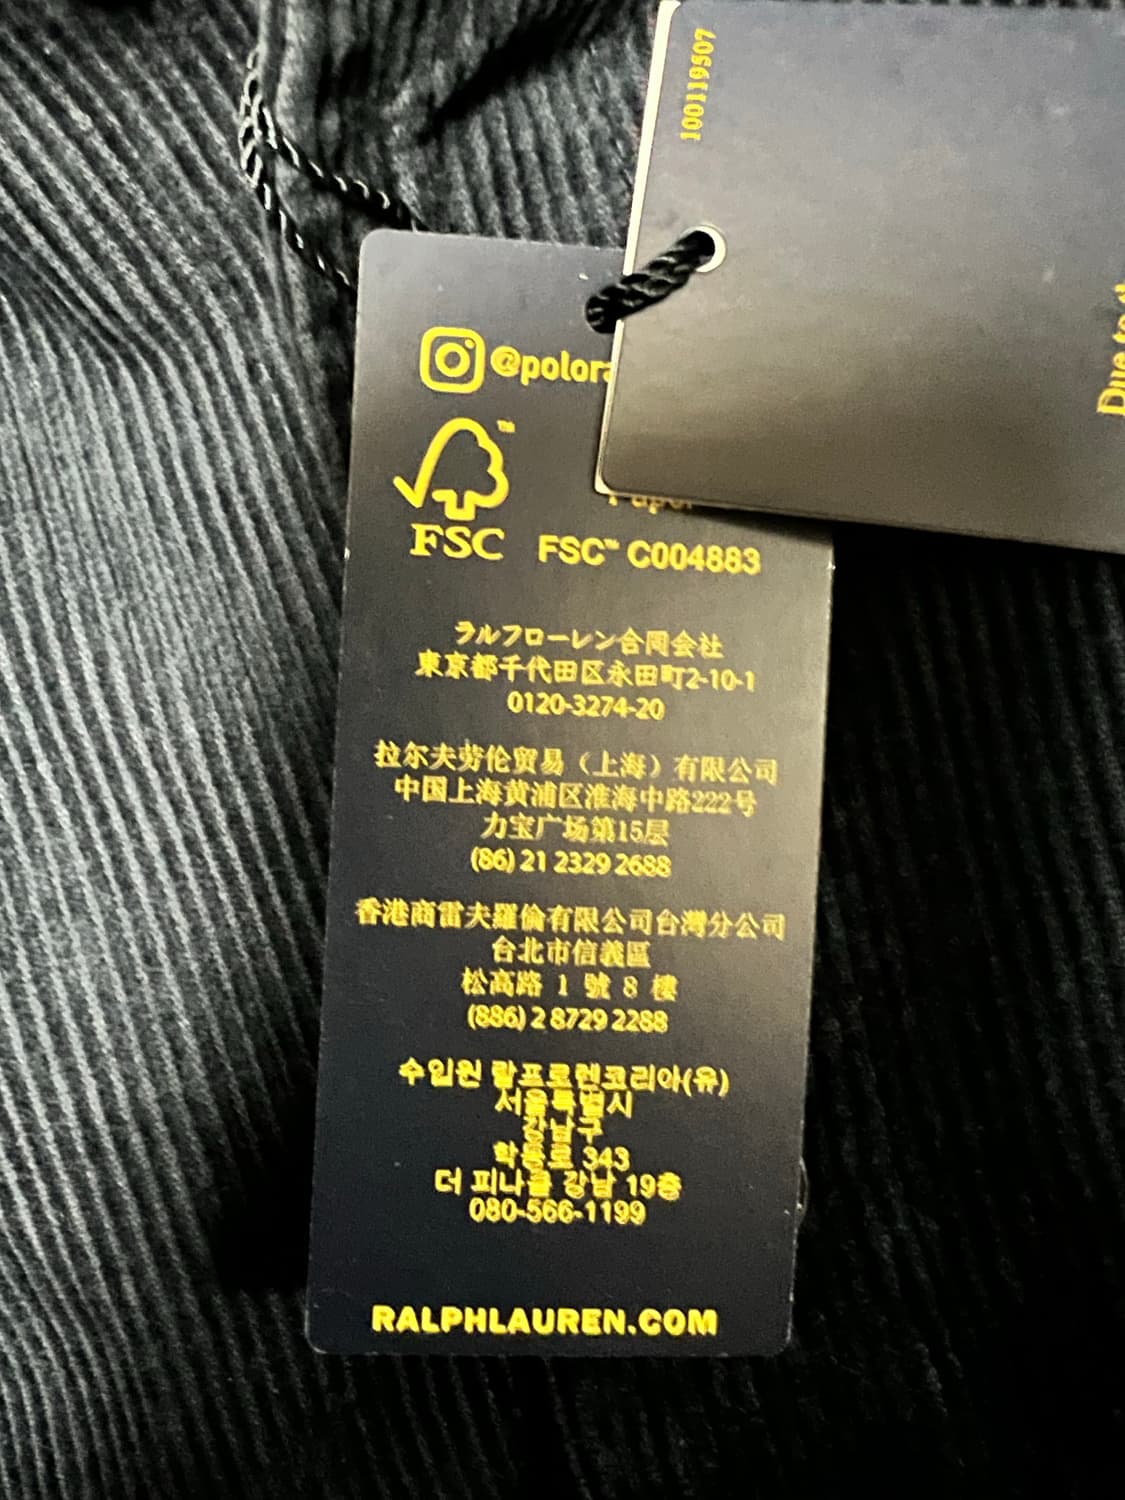 100119507
Due to
@polora
FSC™
FSC™ C004883
ラルフローレン合同会社
東京都千代田区永田町2-10-1
0120-3274-20
拉尔夫劳伦贸易（上海）有限公司
中国上海黄浦区淮海中路222号
力宝广场第15层
(86) 21 2329 2688
香港商雷夫羅倫有限公司台灣分公司
台北市信義區
松高路 1 號 8 樓
(886) 2 8729 2288
수입원 랄프로렌코리아(유)
서울특별시
강남구
학동로 343
더 피나클 강남 19층
080-566-1199
RALPHLAUREN.COM